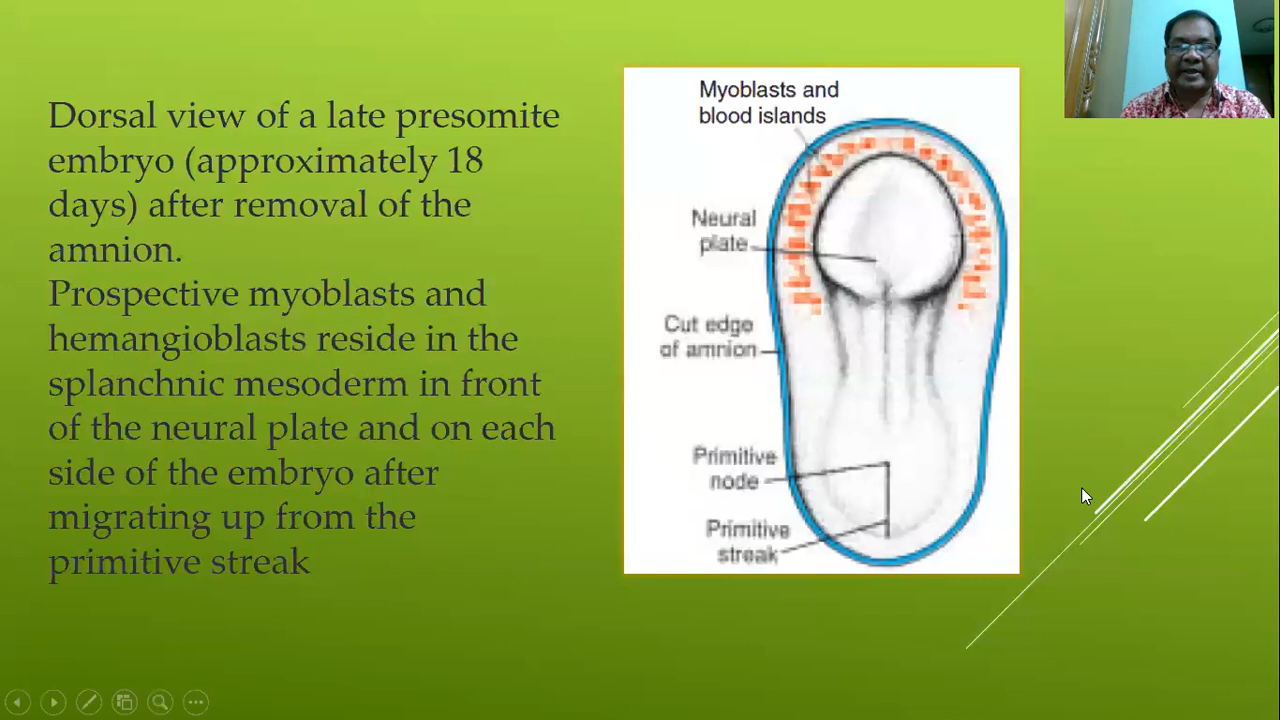 Dorsal view of a late presomite
embryo (approximately 18
days) after removal of the
amnion.
Prospective myoblasts and
hemangioblasts reside in the
splanchnic mesoderm in front
of the neural plate and on each
side of the embryo after
migrating up from the
primitive streak
Myoblasts and
blood islands
Neural
plate
Cut edge
of amnion
Primitive
node
Primitive
streak